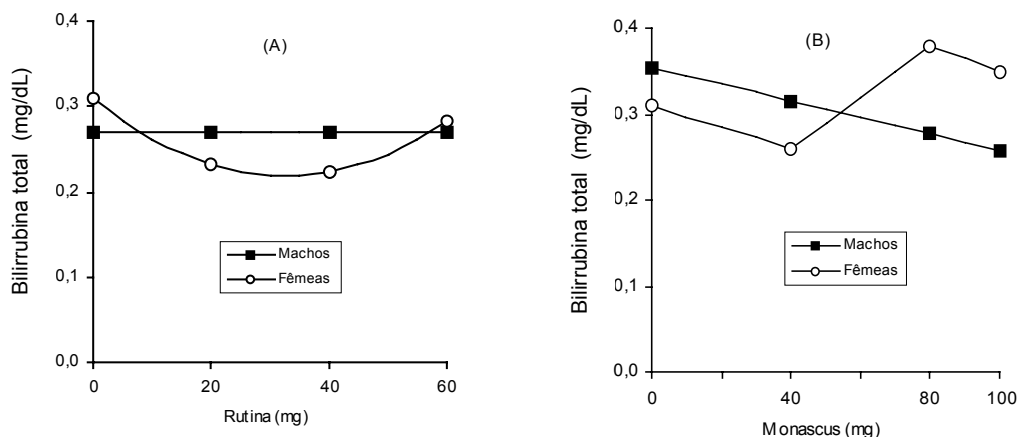 0,4
(A)
0,3
0,2
0,1
0,0
Bilirrubina total (mg/dL)
Machos
Fêmeas
0 20 40 60
Rutina (mg)
0.4
(B)
0.3
0.2
0.1
0.0
Bilirrubina total (mg/dL)
Machos
Fêmeas
0 40 80 100
Monascus (mg)